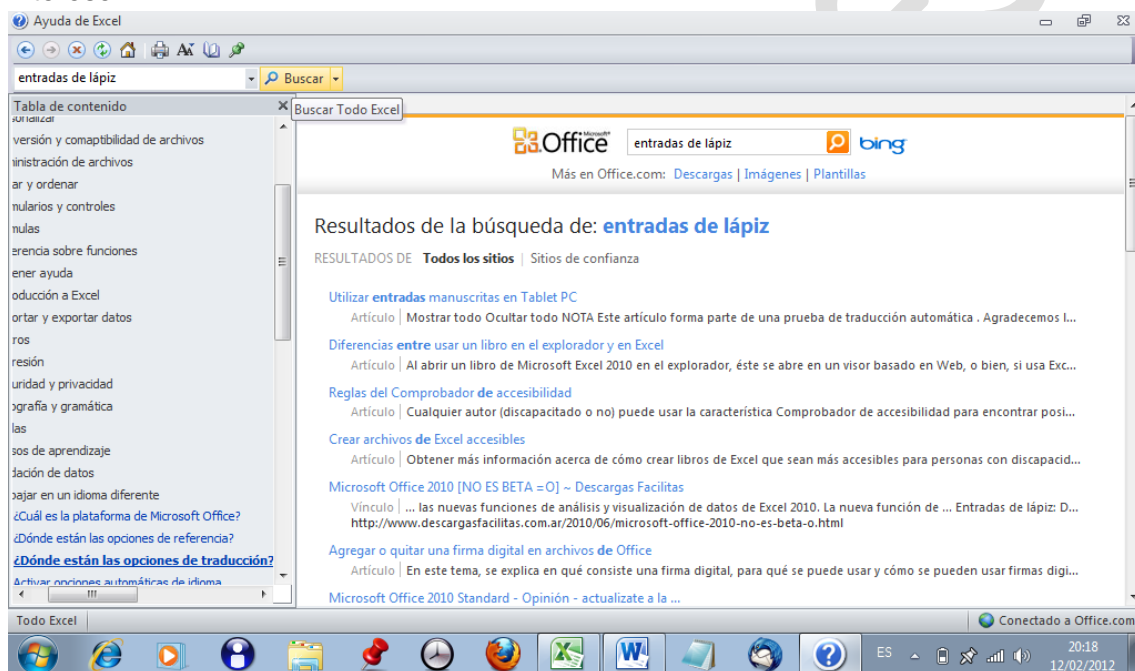 Ayuda de Excel
entradas de lápiz
Buscar
Tabla de contenido
Buscar Todo Excel
sonalizar
versión y comaptibilidad de archivos
ninistración de archivos
ar y ordenar
mularios y controles
mulas
erencia sobre funciones
ener ayuda
oducción a Excel
ortar y exportar datos
ros
resión
uridad y privacidad
ografía y gramática
las
sos de aprendizaje
dación de datos
bajar en un idioma diferente
¿Cuál es la plataforma de Microsoft Office?
¿Dónde están las opciones de referencia?
¿Dónde están las opciones de traducción?
Activar opciones automáticas de idioma
Microsoft
Office
entradas de lápiz
bing
Más en Office.com: Descargas | Imágenes | Plantillas
Resultados de la búsqueda de: entradas de lápiz
RESULTADOS DE Todos los sitios | Sitios de confianza
Utilizar entradas manuscritas en Tablet PC
Artículo | Mostrar todo Ocultar todo NOTA Este artículo forma parte de una prueba de traducción automática . Agradecemos l...
Diferencias entre usar un libro en el explorador y en Excel
Artículo | Al abrir un libro de Microsoft Excel 2010 en el explorador, éste se abre en un visor basado en Web, o bien, si usa Exc...
Reglas del Comprobador de accesibilidad
Artículo | Cualquier autor (discapacitado o no) puede usar la característica Comprobador de accesibilidad para encontrar posi...
Crear archivos de Excel accesibles
Artículo | Obtener más información acerca de cómo crear libros de Excel que sean más accesibles para personas con discapacid...
Microsoft Office 2010 [NO ES BETA =O] ~ Descargas Facilitas
Vínculo | ... las nuevas funciones de análisis y visualización de datos de Excel 2010. La nueva función de ... Entradas de lápiz: D...
http://www.descargasfacilitas.com.ar/2010/06/microsoft-office-2010-no-es-beta-o.html
Agregar o quitar una firma digital en archivos de Office
Artículo | En este tema, se explica en qué consiste una firma digital, para qué se puede usar y cómo se pueden usar firmas digi...
Microsoft Office 2010 Standard - Opinión - actualizate a la ...
Todo Excel
Conectado a Office.com
ES
20:18
12/02/2012